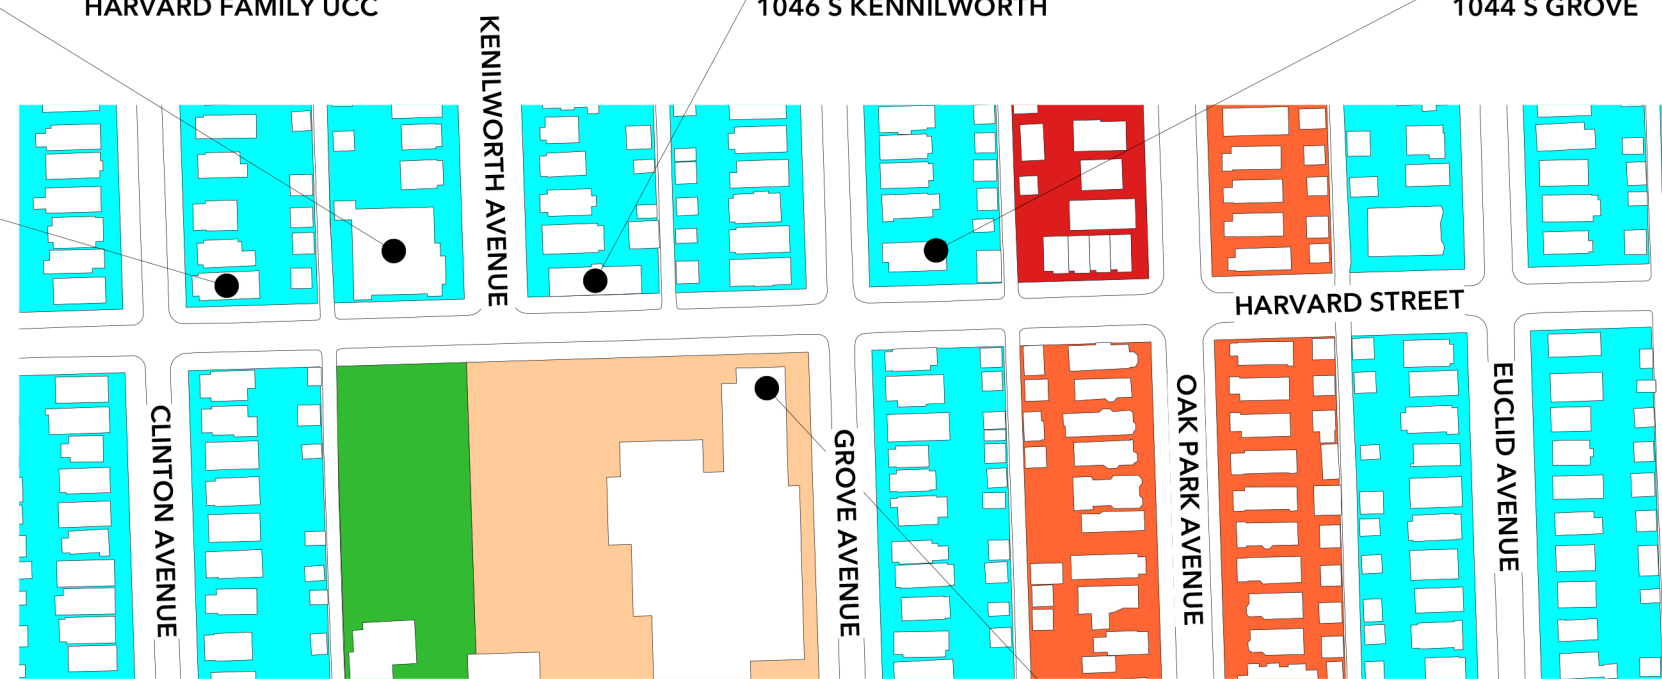 HARVARD FAMILY UCC
1046 S KENNILWORTH
1044 S GROVE
KENILWORTH AVENUE
HARVARD STREET
CLINTON AVENUE
GROVE AVENUE
OAK PARK AVENUE
EUCLID AVENUE